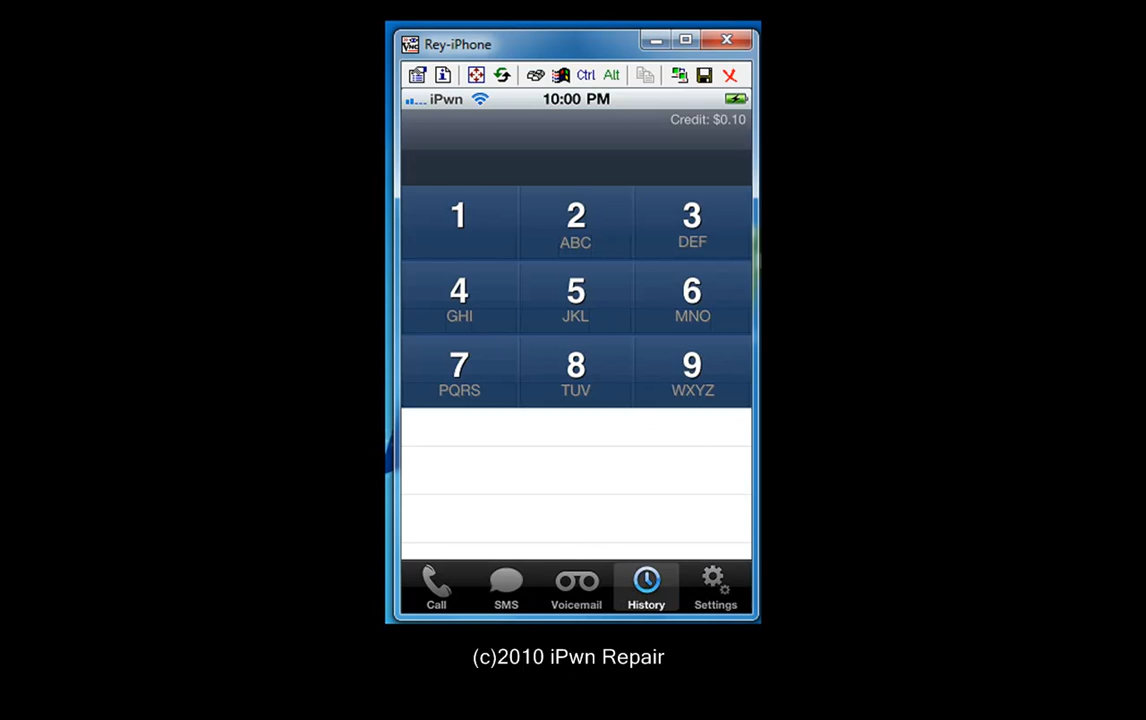 Rey-iPhone
Ctrl Alt
iPwn 10:00 PM
Credit: $0.10
1 2 3
ABC DEF
4 5 6
GHI JKL MNO
7 8 9
PQRS TUV WXYZ
Call SMS Voicemail History Settings
(c)2010 iPwn Repair